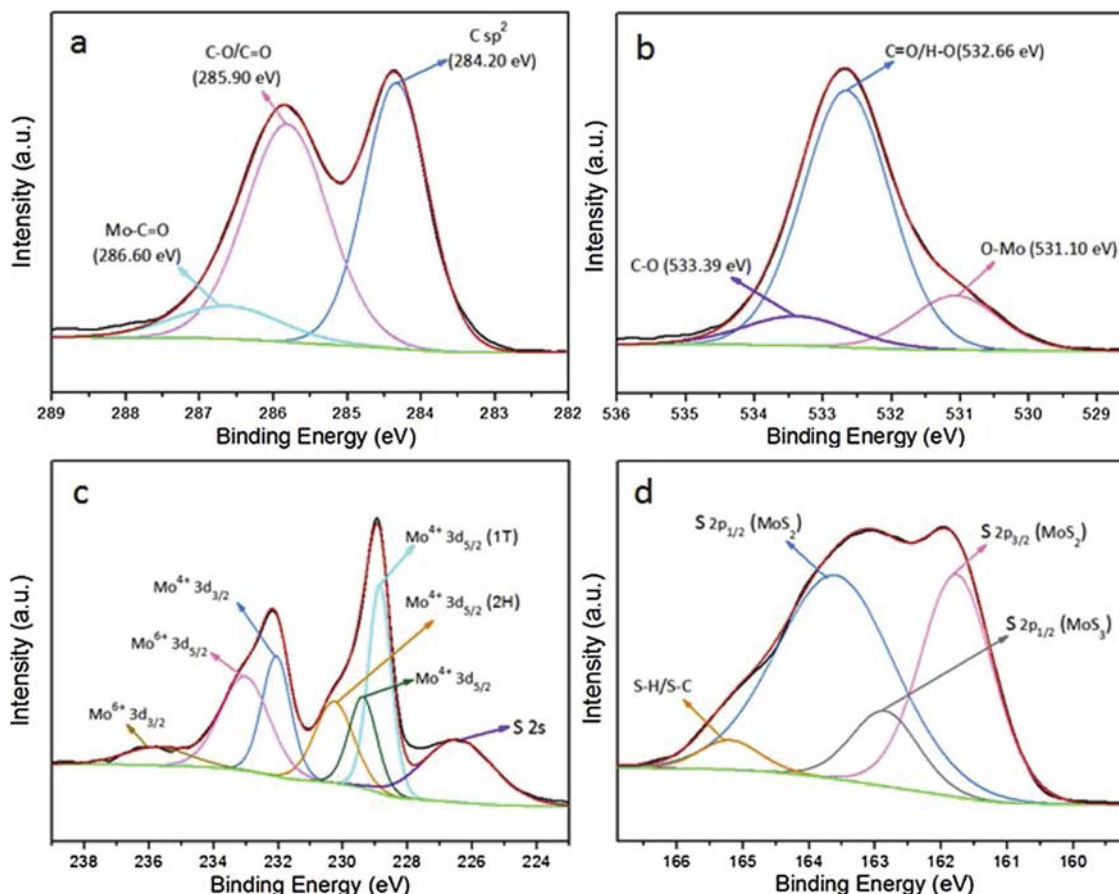 a
C sp²
(284.20 eV)
C-O/C=O
(285.90 eV)
Mo-C=O
(286.60 eV)
Intensity (a.u.)
289 288 287 286 285 284 283 282
Binding Energy (eV)
b
C=O/H-O(532.66 eV)
C-O (533.39 eV)
O-Mo (531.10 eV)
Intensity (a.u.)
536 535 534 533 532 531 530 529
Binding Energy (eV)
c
Mo⁴⁺ 3d₅/₂ (1T)
Mo⁴⁺ 3d₃/₂
Mo⁴⁺ 3d₅/₂ (2H)
Mo⁶⁺ 3d₅/₂
Mo⁴⁺ 3d₅/₂
Mo⁶⁺ 3d₃/₂
S 2s
Intensity (a.u.)
238 236 234 232 230 229 228 226 224
Binding Energy (eV)
d
S 2p₁/₂ (MoS₂)
S 2p₃/₂ (MoS₂)
S 2p₁/₂ (MoS₃)
S-H/S-C
Intensity (a.u.)
166 165 164 163 162 161 160
Binding Energy (eV)